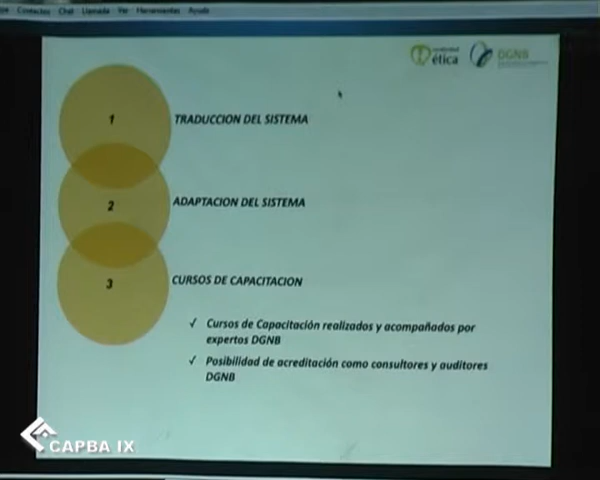 Contactos Chat Llamada Ver Herramientas Ayuda
ética
DGNB
1
TRADUCCION DEL SISTEMA
2
ADAPTACION DEL SISTEMA
3
CURSOS DE CAPACITACION
✓ Cursos de Capacitación realizados y acompañados por
expertos DGNB
✓ Posibilidad de acreditación como consultores y auditores
DGNB
CAPBA IX